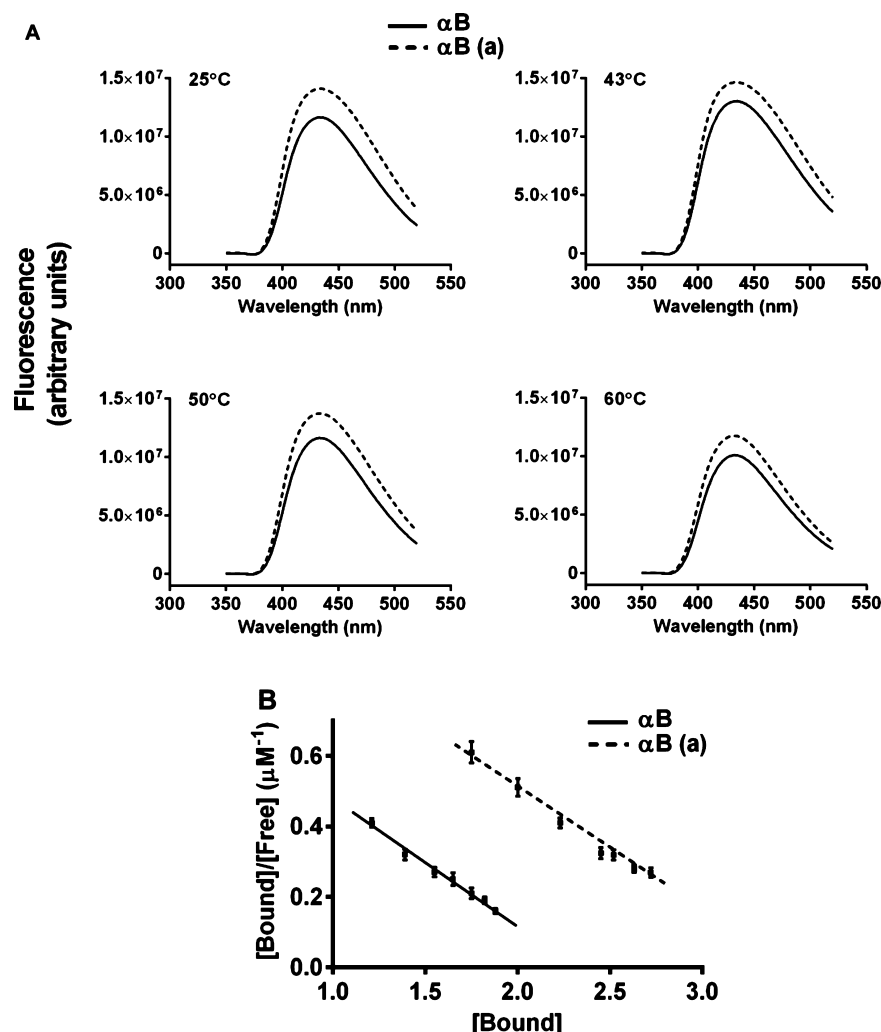 A
αB
αB (a)
Fluorescence
(arbitrary units)
25°C
1.5×10⁷
1.0×10⁷
5.0×10⁶
0
300 350 400 450 500 550
Wavelength (nm)
43°C
1.5×10⁷
1.0×10⁷
5.0×10⁶
0
300 350 400 450 500 550
Wavelength (nm)
50°C
1.5×10⁷
1.0×10⁷
5.0×10⁶
0
300 350 400 450 500 550
Wavelength (nm)
60°C
1.5×10⁷
1.0×10⁷
5.0×10⁶
0
300 350 400 450 500 550
Wavelength (nm)
B
αB
αB (a)
[Bound]/[Free] (μM⁻¹)
0.6
0.4
0.2
0.0
1.0 1.5 2.0 2.5 3.0
[Bound]